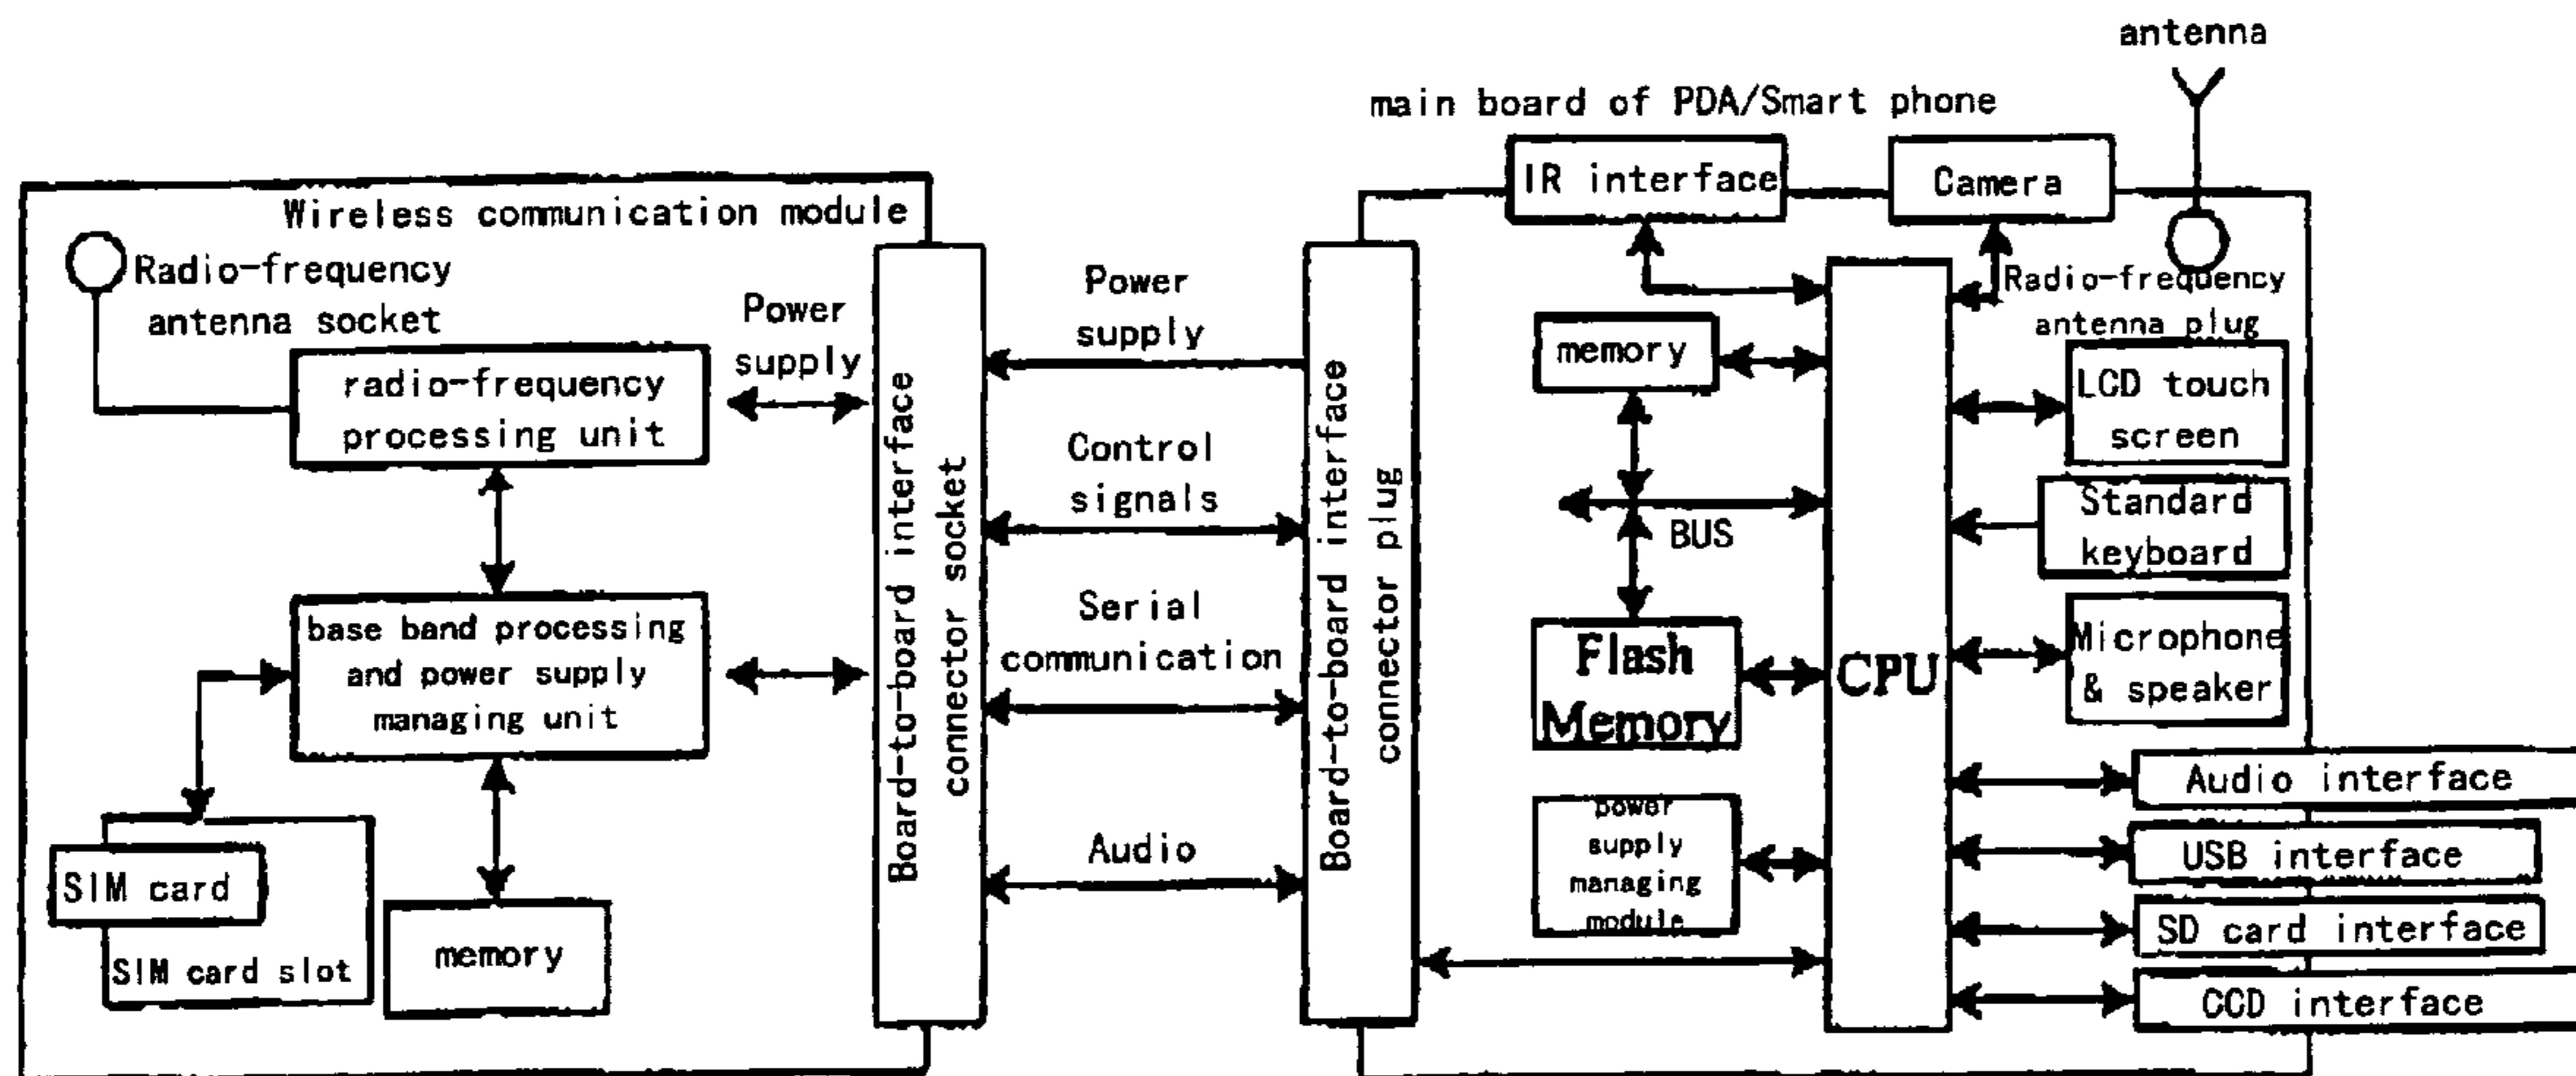 antenna
main board of PDA/Smart phone
IR interface
Camera
Wireless communication module
Radio-frequency
antenna socket
Power
supply
radio-frequency
processing unit
base band processing
and power supply
managing unit
SIM card
SIM card slot
memory
Board-to-board interface
connector socket
Power
supply
Control
signals
Serial
communication
Audio
Board-to-board interface
connector plug
memory
BUS
Flash
Memory
power
supply
managing
module
CPU
Radio-frequency
antenna plug
LCD touch
screen
Standard
keyboard
Microphone
& speaker
Audio interface
USB interface
SD card interface
CCD interface